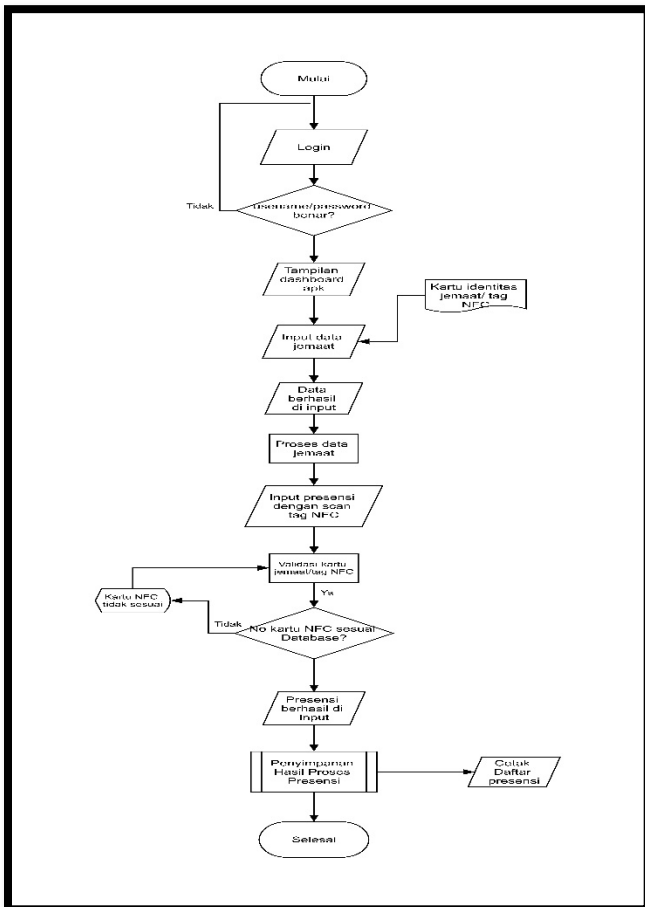 Mulai
Login
Tidak
username/password
benar?
Tampilan
dashboard
apk
Kartu identitas
jemaat/ tag
NFC
Input data
jemaat
Data
berhasil
di input
Proses data
jemaat
Input presensi
dengan scan
tag NFC
Validasi kartu
jemaat/tag NFC
Kartu NFC
tidak sesuai
Ya
Tidak
No kartu NFC sesuai
Database?
Presensi
berhasil di
Input
Penyimpanan
Hasil Proses
Presensi
Cetak
Daftar
presensi
Selesai